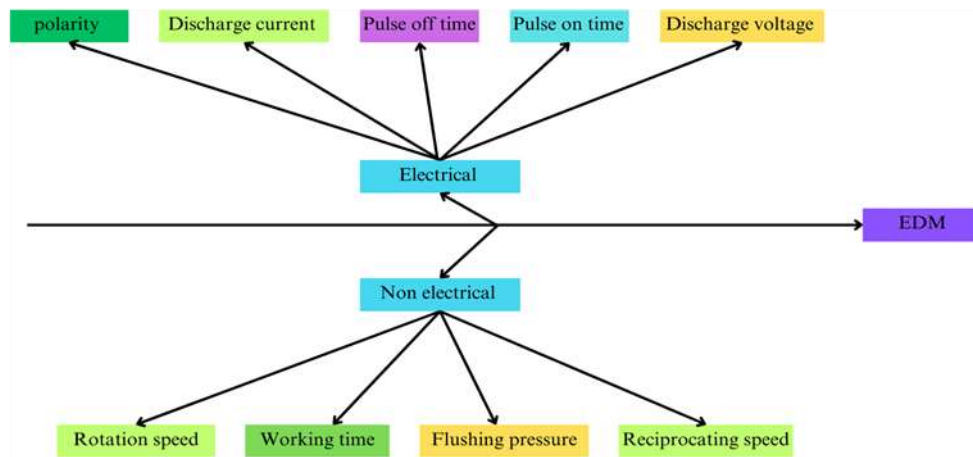 polarity
Discharge current
Pulse off time
Pulse on time
Discharge voltage
Electrical
EDM
Non electrical
Rotation speed
Working time
Flushing pressure
Reciprocating speed